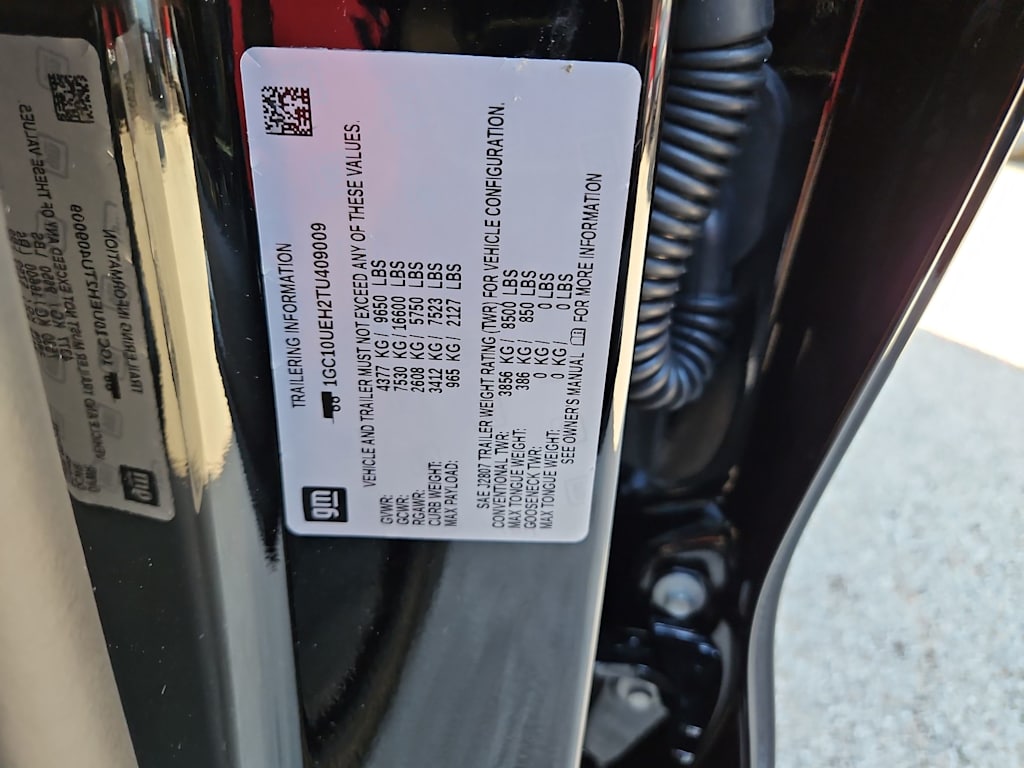 TRAILERING INFORMATION
1GC10UEH2TU409009
VEHICLE AND TRAILER MUST NOT EXCEED ANY OF THESE VALUES.
GVWR: 4377 KG / 9650 LBS
GCWR: 7530 KG / 16600 LBS
RGAWR: 2608 KG / 5750 LBS
CURB WEIGHT: 3412 KG / 7523 LBS
MAX PAYLOAD: 965 KG / 2127 LBS
SAE J2807 TRAILER WEIGHT RATING (TWR) FOR VEHICLE CONFIGURATION.
CONVENTIONAL TWR: 3856 KG / 8500 LBS
MAX TONGUE WEIGHT: 386 KG / 850 LBS
GOOSENECK TWR: 0 KG / 0 LBS
MAX TONGUE WEIGHT: 0 KG / 0 LBS
SEE OWNER'S MANUAL FOR MORE INFORMATION
gm